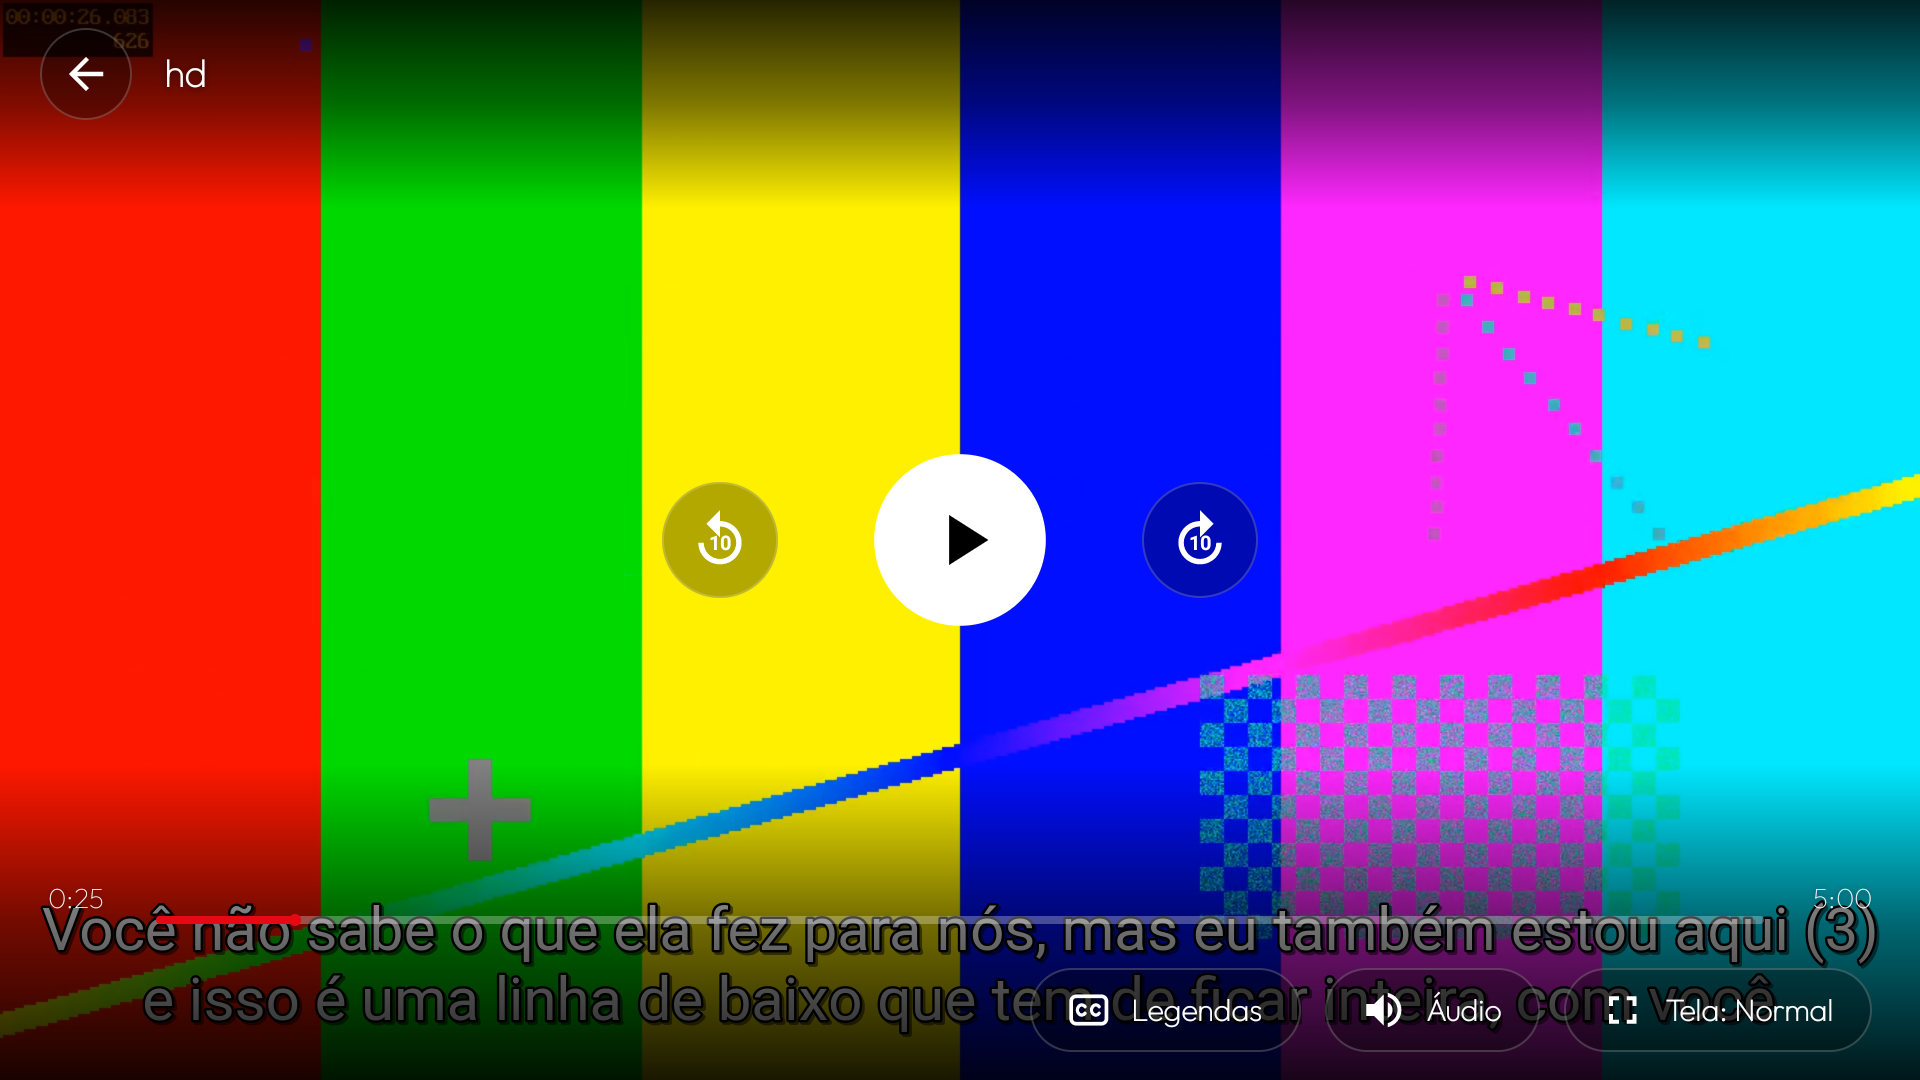 00:00:26.083
626
hd
10
10
0:25
5:00
Você não sabe o que ela fez para nós, mas eu também estou aqui (3)
e isso é uma linha de baixo que tem de ficar inteira, com você
CC Legendas
Áudio
Tela: Normal